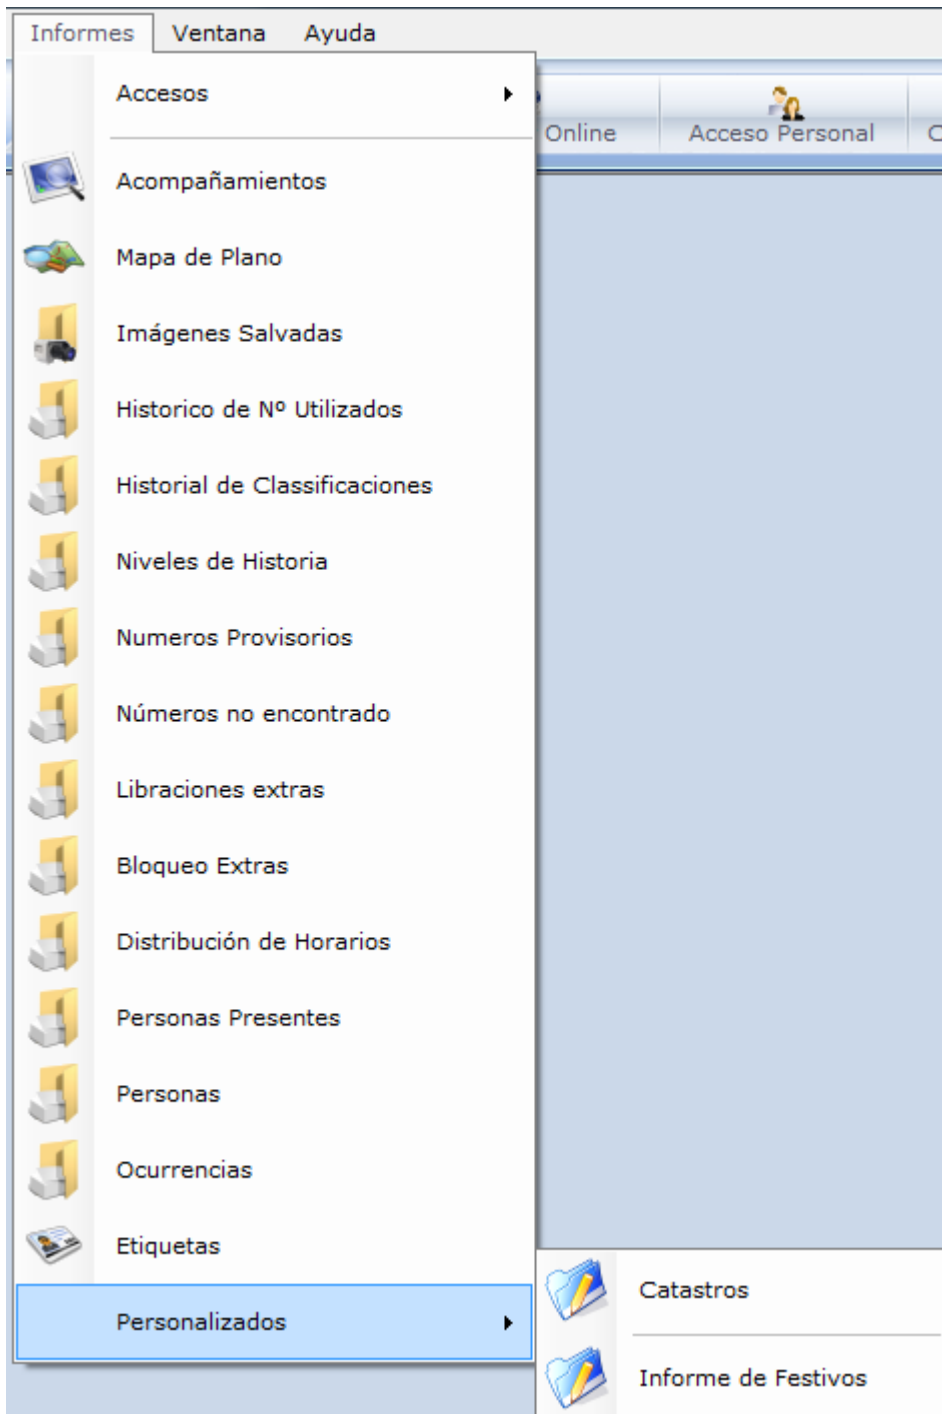 Informes Ventana Ayuda
Accesos
Online Acceso Personal
Acompañamientos
Mapa de Plano
Imágenes Salvadas
Historico de Nº Utilizados
Historial de Classificaciones
Niveles de Historia
Numeros Provisorios
Números no encontrado
Libraciones extras
Bloqueo Extras
Distribución de Horarios
Personas Presentes
Personas
Ocurrencias
Etiquetas
Catastros
Personalizados
Informe de Festivos